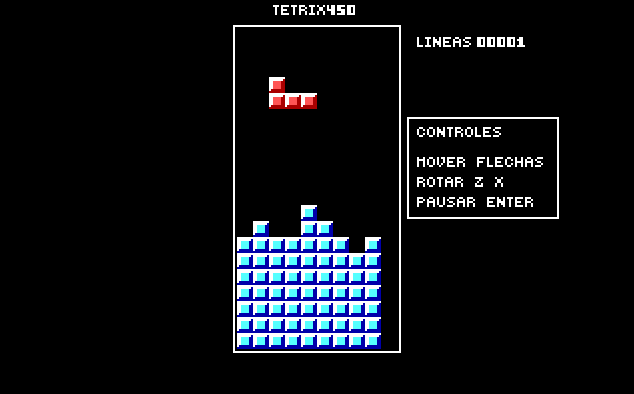 TETRIX450
LINEAS 00001
CONTROLES
MOVER FLECHAS
ROTAR Z X
PAUSAR ENTER